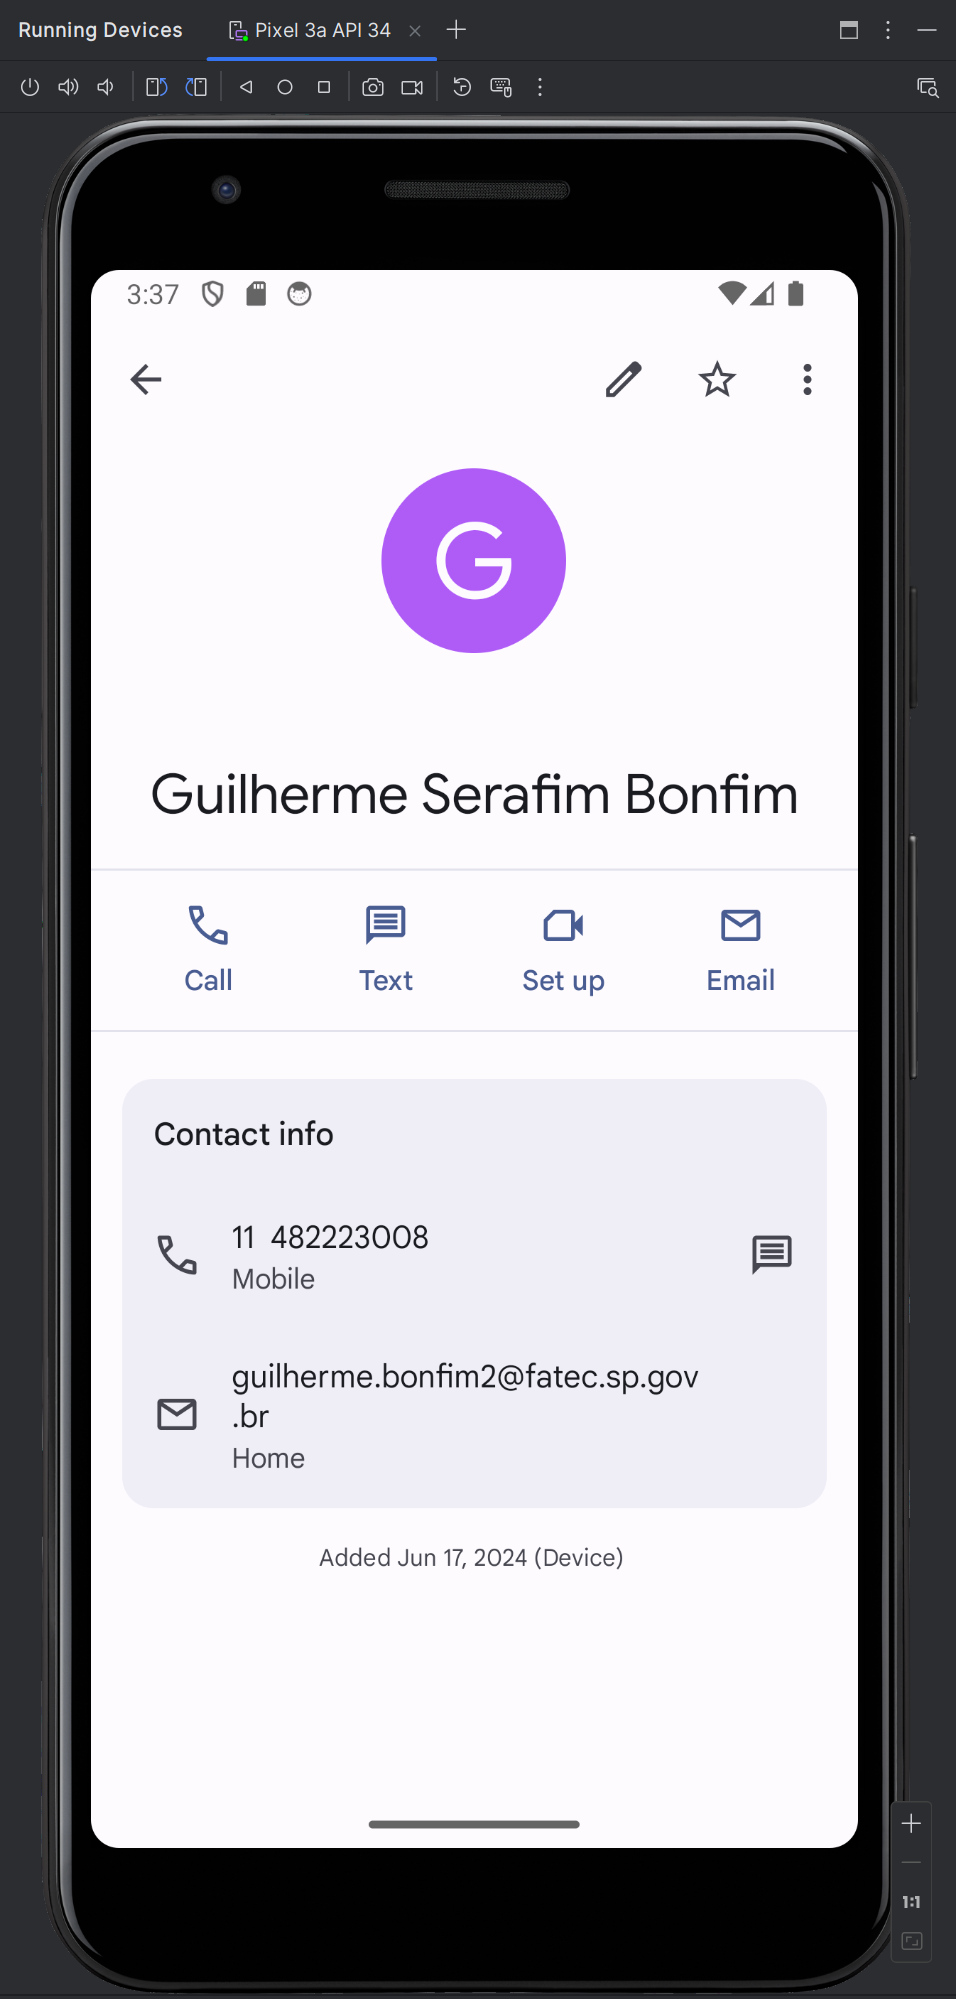 Running Devices
Pixel 3a API 34
3:37
G
Guilherme Serafim Bonfim
Call Text Set up Email
Contact info
11 482223008
Mobile
guilherme.bonfim2@fatec.sp.gov
.br
Home
Added Jun 17, 2024 (Device)
1:1